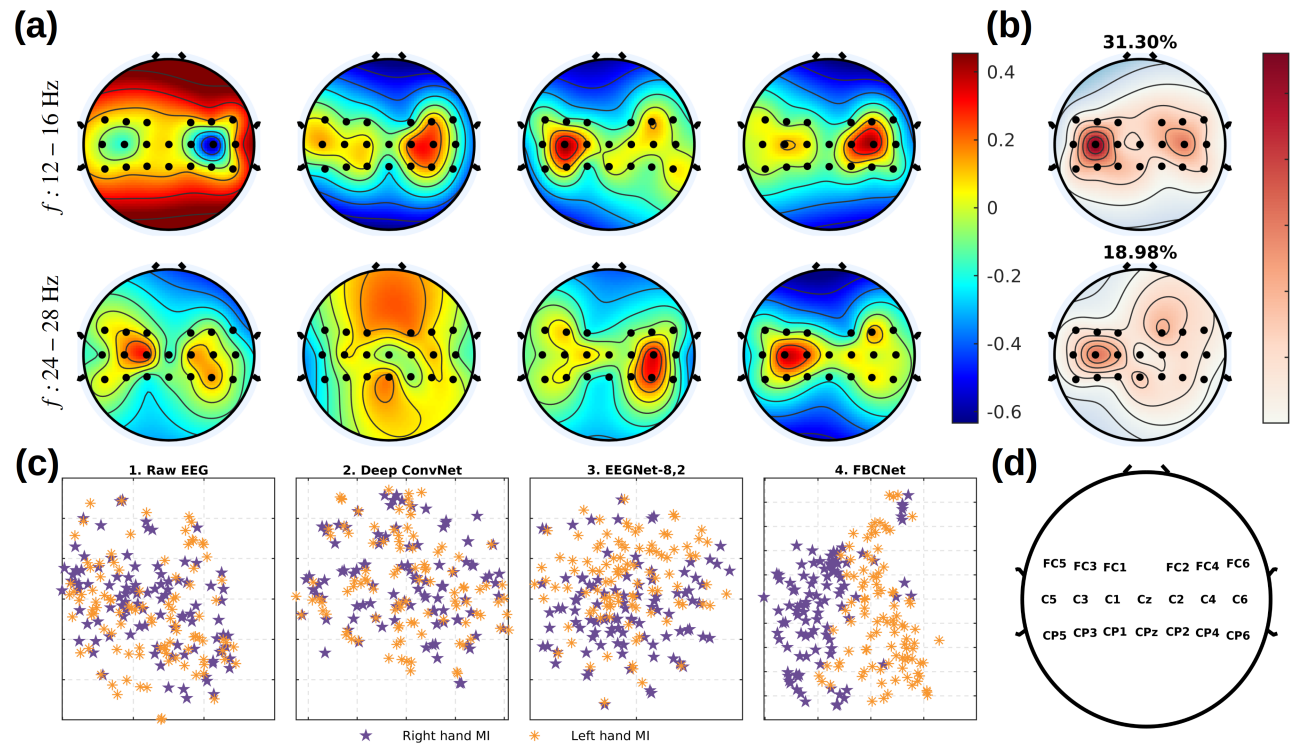 (a)
(b)
31.30%
f : 12 − 16 Hz
0.4
0.2
0
-0.2
-0.4
-0.6
18.98%
f : 24 − 28 Hz
(c)
1. Raw EEG
2. Deep ConvNet
3. EEGNet-8,2
4. FBCNet
(d)
FC5 FC3 FC1 FC2 FC4 FC6
C5 C3 C1 Cz C2 C4 C6
CP5 CP3 CP1 CPz CP2 CP4 CP6
Right hand MI
Left hand MI